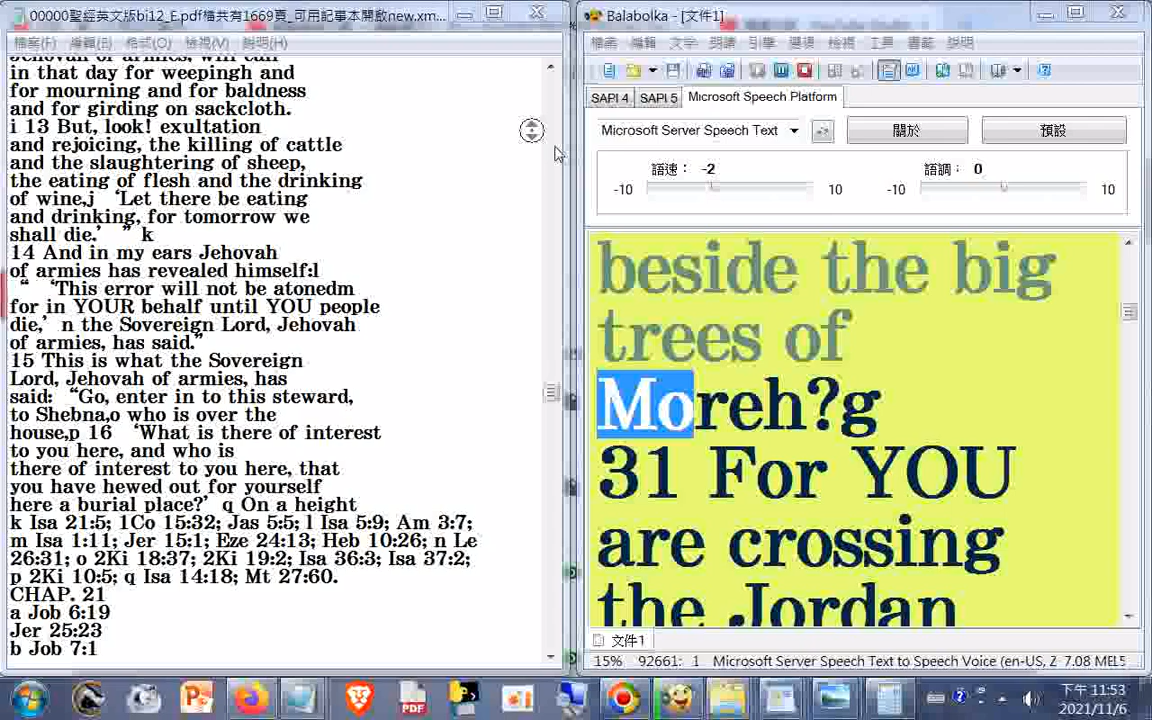 00000聖經英文版bi12_E.pdf檔共有1669頁_可用記事本開啟new.xm...
檔案(F) 編輯(E) 格式(O) 檢視(V) 說明(H)
Jehovah of armies, will call
in that day for weepingh and
for mourning and for baldness
and for girding on sackcloth.
i 13 But, look! exultation
and rejoicing, the killing of cattle
and the slaughtering of sheep,
the eating of flesh and the drinking
of wine,j ‘Let there be eating
and drinking, for tomorrow we
shall die.’ ” k
14 And in my ears Jehovah
of armies has revealed himself:l
“ ‘This error will not be atonedm
for in YOUR behalf until YOU people
die,’ n the Sovereign Lord, Jehovah
of armies, has said.”
15 This is what the Sovereign
Lord, Jehovah of armies, has
said: “Go, enter in to this steward,
to Shebna,o who is over the
house,p 16 ‘What is there of interest
to you here, and who is
there of interest to you here, that
you have hewed out for yourself
here a burial place?’ q On a height
k Isa 21:5; 1Co 15:32; Jas 5:5; l Isa 5:9; Am 3:7;
m Isa 1:11; Jer 15:1; Eze 24:13; Heb 10:26; n Le
26:31; o 2Ki 18:37; 2Ki 19:2; Isa 36:3; Isa 37:2;
p 2Ki 10:5; q Isa 14:18; Mt 27:60.
CHAP. 21
a Job 6:19
Jer 25:23
b Job 7:1
Balabolka - [文件1]
檔案 編輯 文字 朗讀 引擎 選項 檢視 工具 書籤 說明
SAPI 4 SAPI 5 Microsoft Speech Platform
Microsoft Server Speech Text 關於 預設
語速： -2 語調： 0
-10 10 -10 10
beside the big
trees of
Moreh?g
31 For YOU
are crossing
the Jordan
文件1
15% 92661: 1 Microsoft Server Speech Text to Speech Voice (en-US, Z 7.08 ME
PDF
下午 11:53
2021/11/6